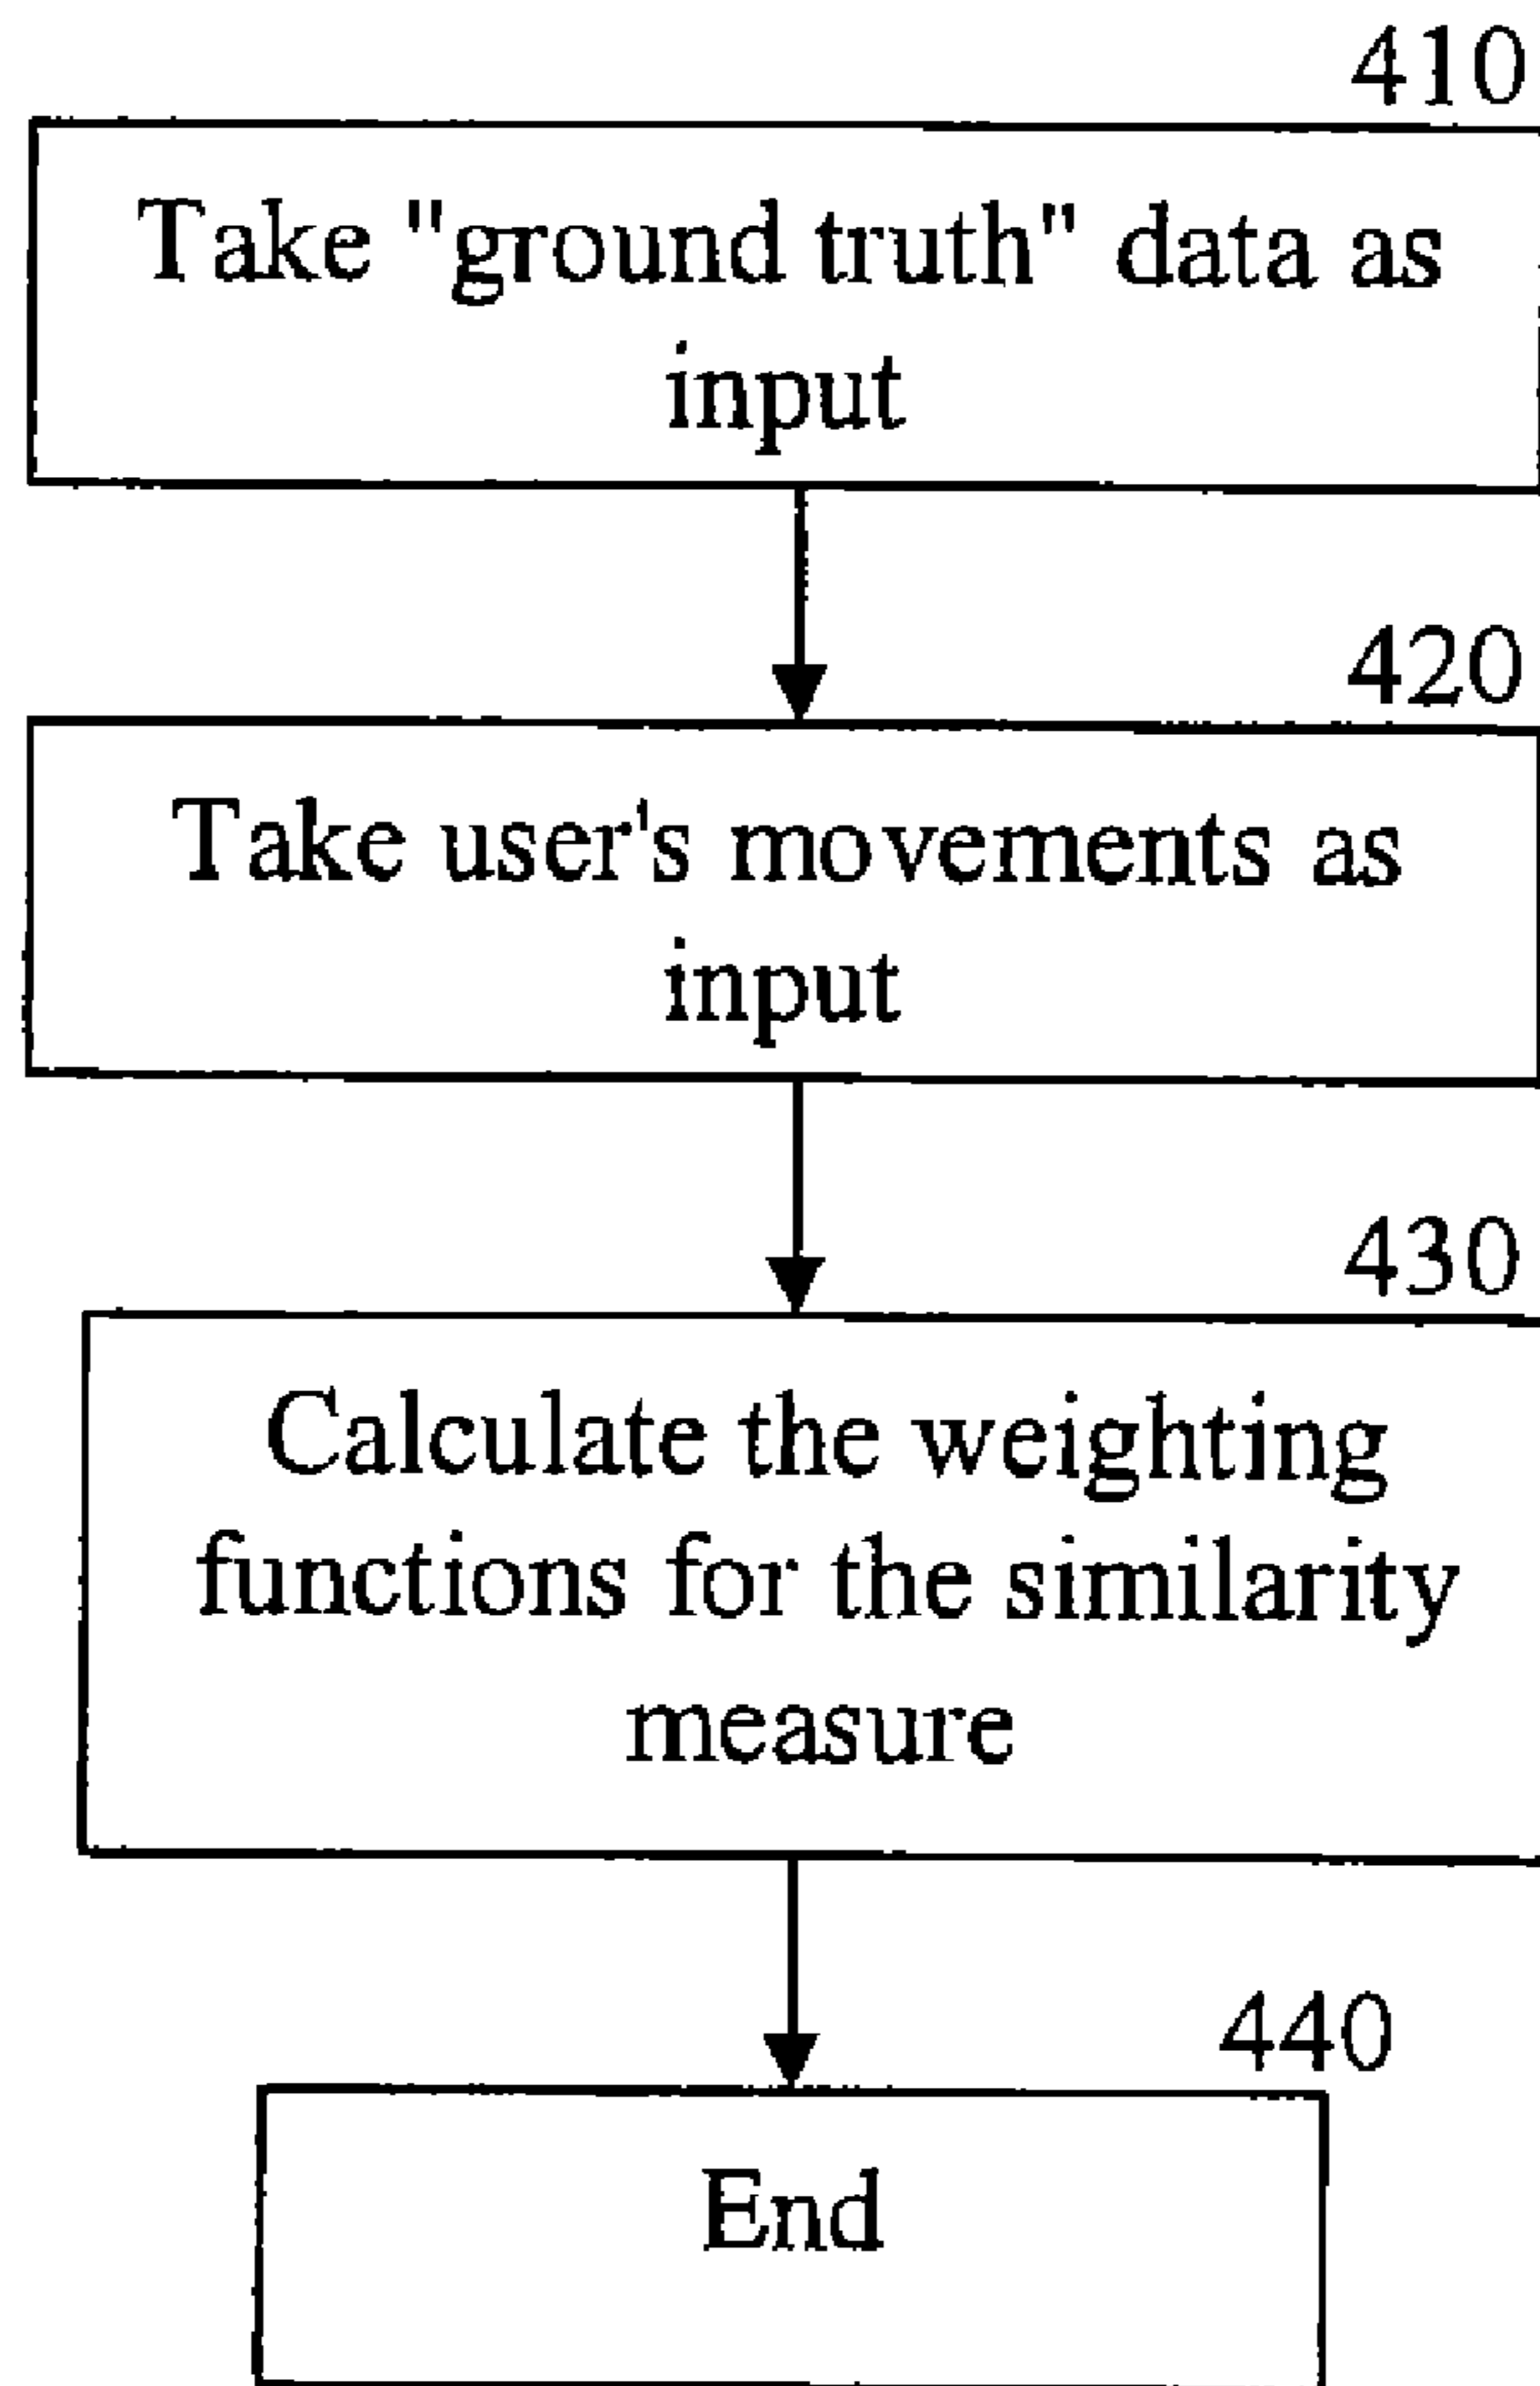 410
Take "ground truth" data as
input
420
Take user's movements as
input
430
Calculate the weighting
functions for the similarity
measure
440
End